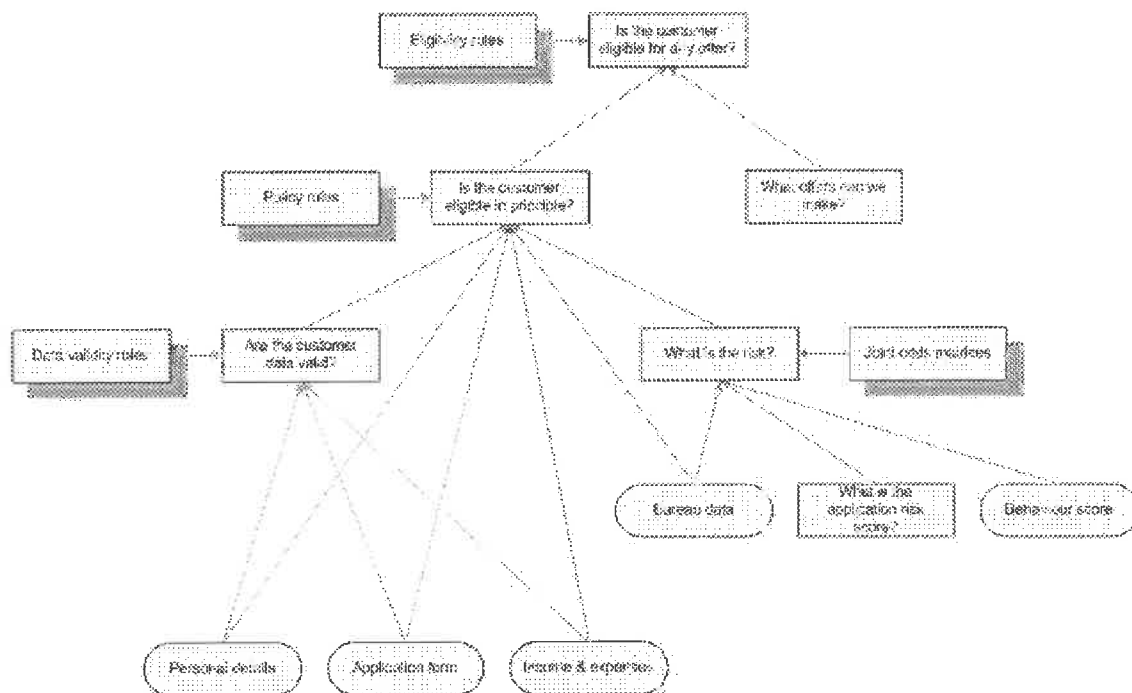 Eligibility rules
Is the customer
eligible for any offer?
Policy rules
Is the customer
eligible in principle?
What offers can we
make?
Data validity rules
Are the customer
data valid?
What is the risk?
Joint odds matrices
Bureau data
What is the
application risk
score?
Behaviour score
Personal details
Application form
Income & expenses